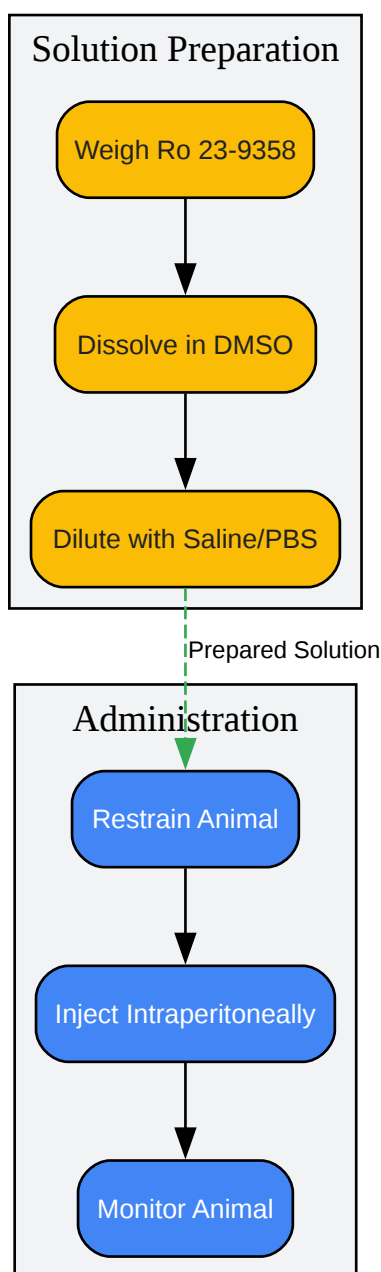 Solution Preparation
Weigh Ro 23-9358
Dissolve in DMSO
Dilute with Saline/PBS
Prepared Solution
Administration
Restrain Animal
Inject Intraperitoneally
Monitor Animal